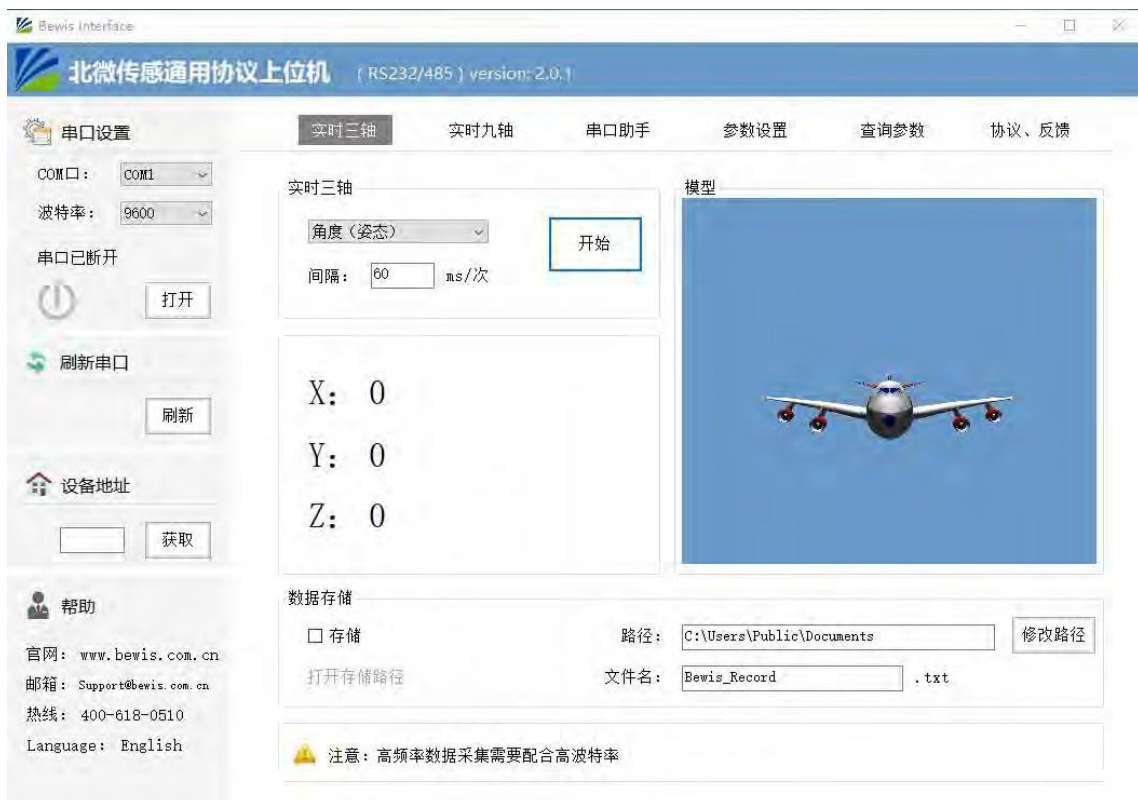 Bewis Interface
北微传感通用协议上位机 （RS232/485）version: 2.0.1
串口设置
COM口： COM1
波特率： 9600
串口已断开
打开
刷新串口
刷新
设备地址
获取
帮助
官网： www.bewis.com.cn
邮箱： Support@bewis.com.cn
热线： 400-618-0510
Language： English
实时三轴 实时九轴 串口助手 参数设置 查询参数 协议、反馈
实时三轴
角度（姿态）
开始
间隔： 60 ms/次
X： 0
Y： 0
Z： 0
模型
数据存储
存储 路径： C:\Users\Public\Documents 修改路径
打开存储路径 文件名： Bewis_Record .txt
注意：高频率数据采集需要配合高波特率